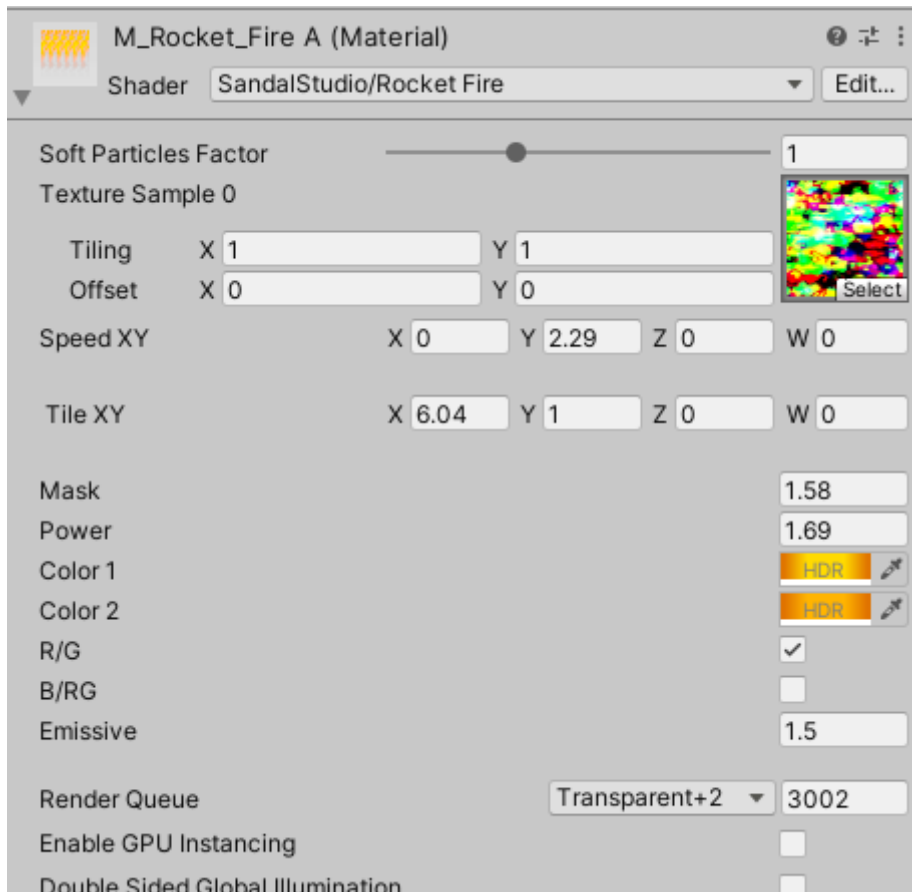 M_Rocket_Fire A (Material)
Shader SandalStudio/Rocket Fire Edit...
Soft Particles Factor 1
Texture Sample 0
Tiling X 1 Y 1
Offset X 0 Y 0 Select
Speed XY X 0 Y 2.29 Z 0 W 0
Tile XY X 6.04 Y 1 Z 0 W 0
Mask 1.58
Power 1.69
Color 1 HDR
Color 2 HDR
R/G
B/RG
Emissive 1.5
Render Queue Transparent+2 3002
Enable GPU Instancing
Double Sided Global Illumination